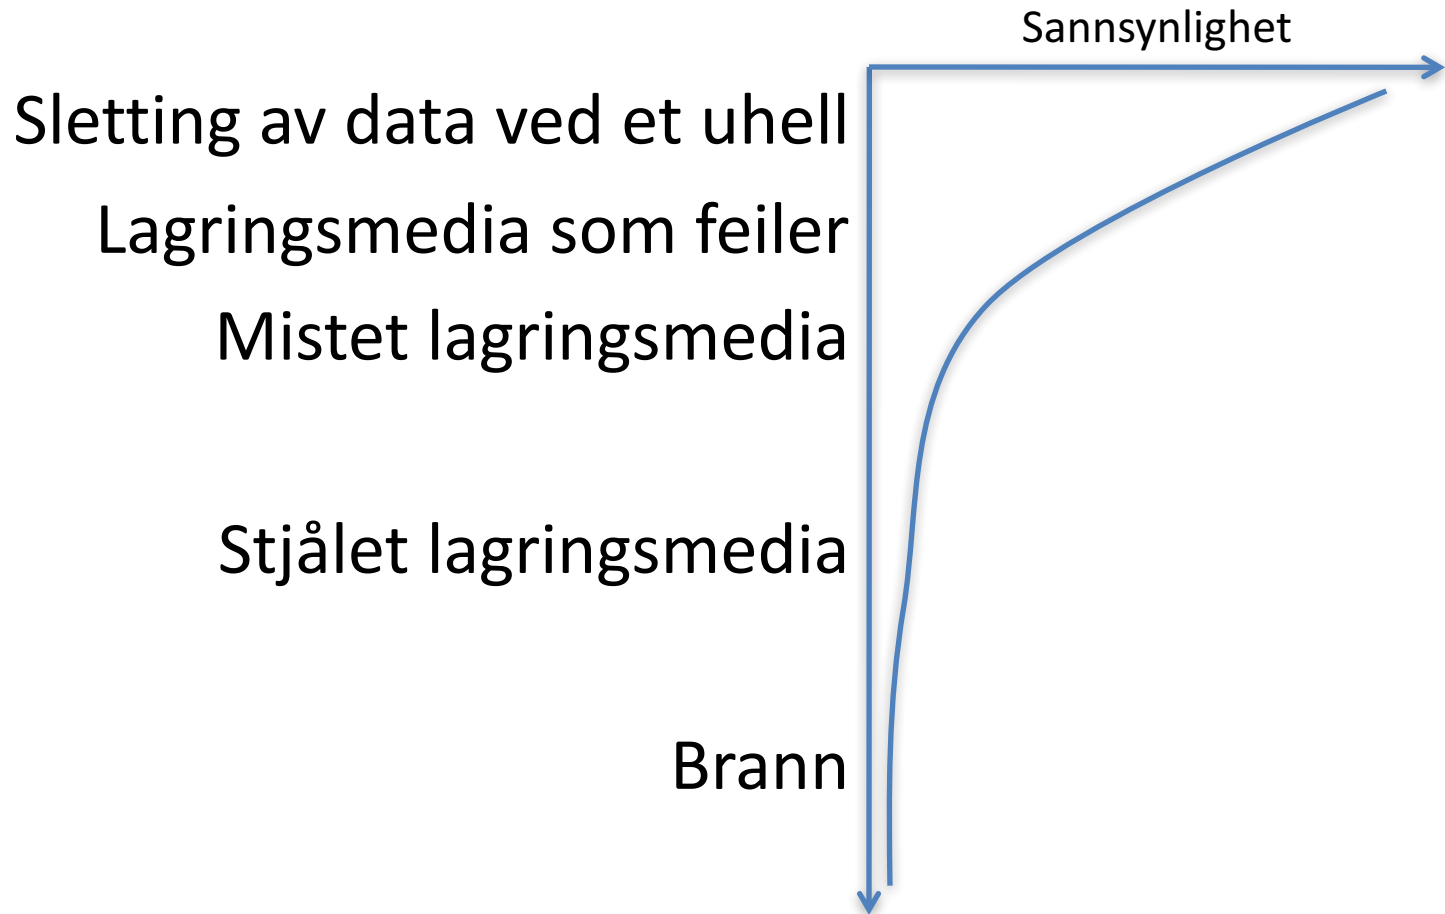 Sannsynlighet
Sletting av data ved et uhell
Lagringsmedia som feiler
Mistet lagringsmedia
Stjålet lagringsmedia
Brann